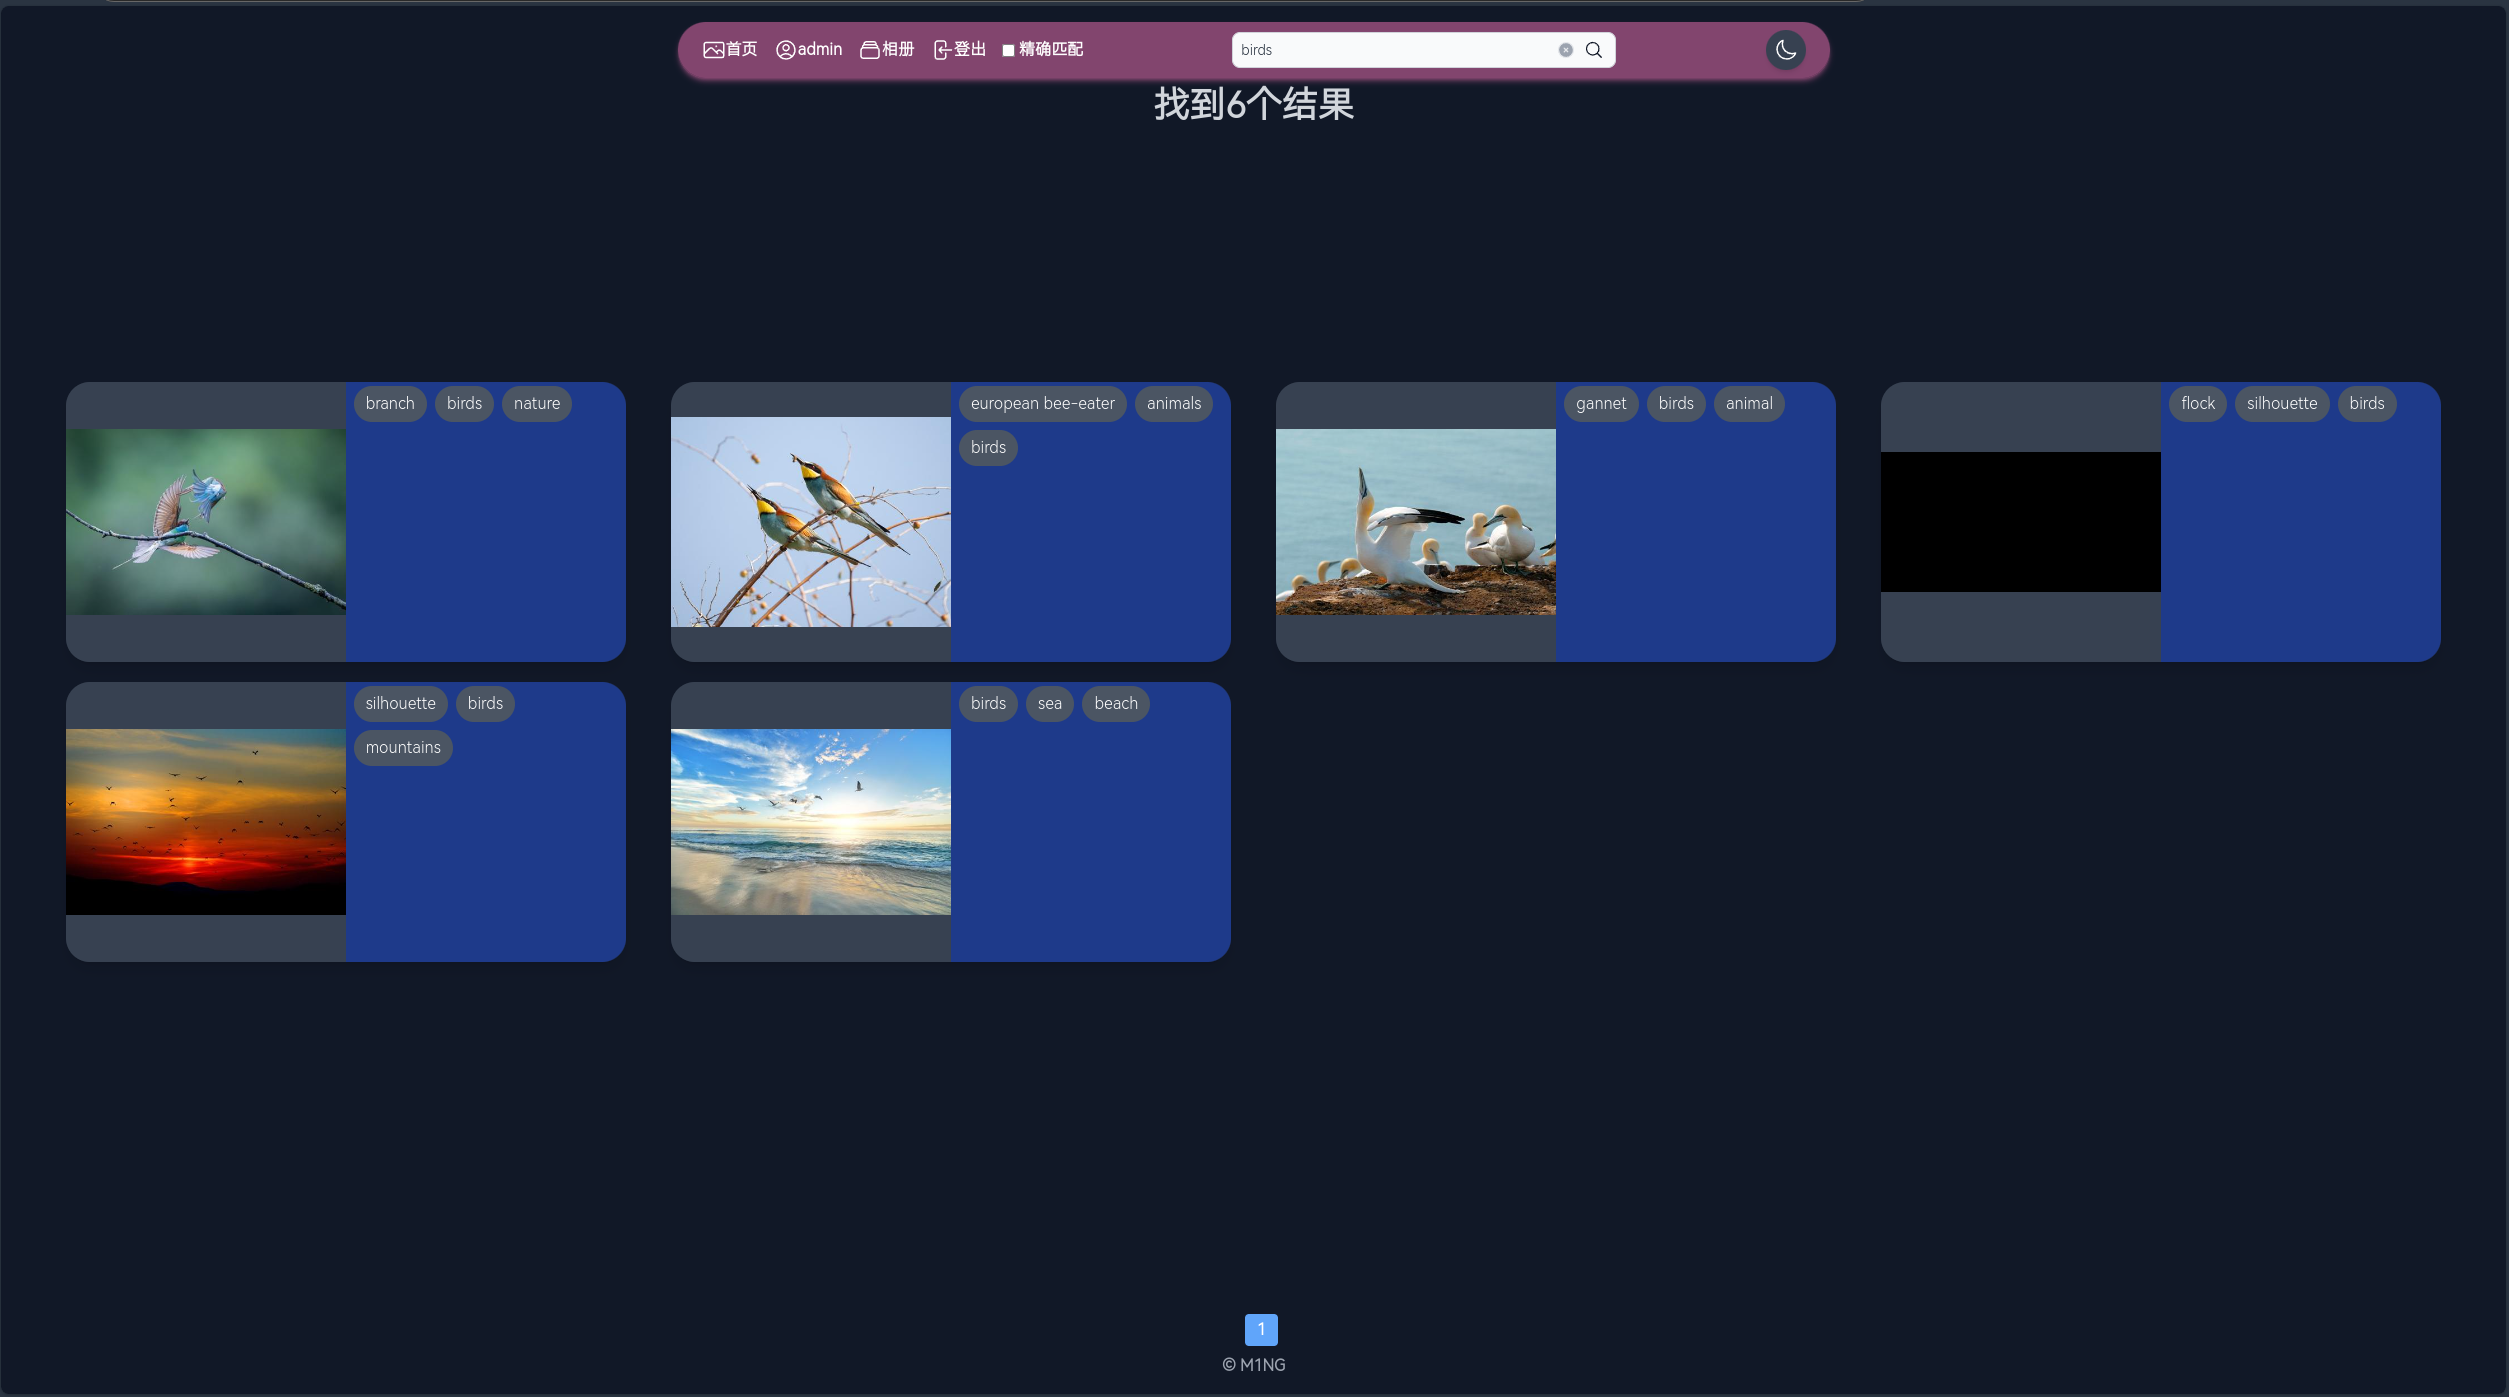 首页 admin 相册 登出 精确匹配 birds
找到6个结果
branch birds nature
european bee-eater animals
birds
gannet birds animal
flock silhouette birds
silhouette birds
mountains
birds sea beach
1
© M1NG